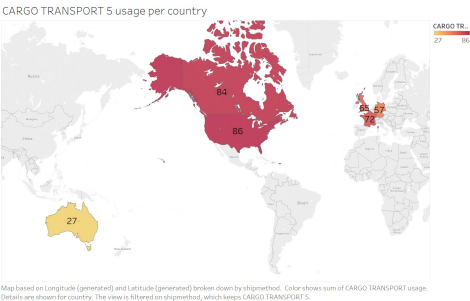 CARGO TRANSPORT 5 usage per country
CARGO TR..
27 86
84
86
65 57
72
27
Map based on Longitude (generated) and Latitude (generated) broken down by shipmethod. Color shows sum of CARGO TRANSPORT usage.
Details are shown for country. The view is filtered on shipmethod, which keeps CARGO TRANSPORT 5.